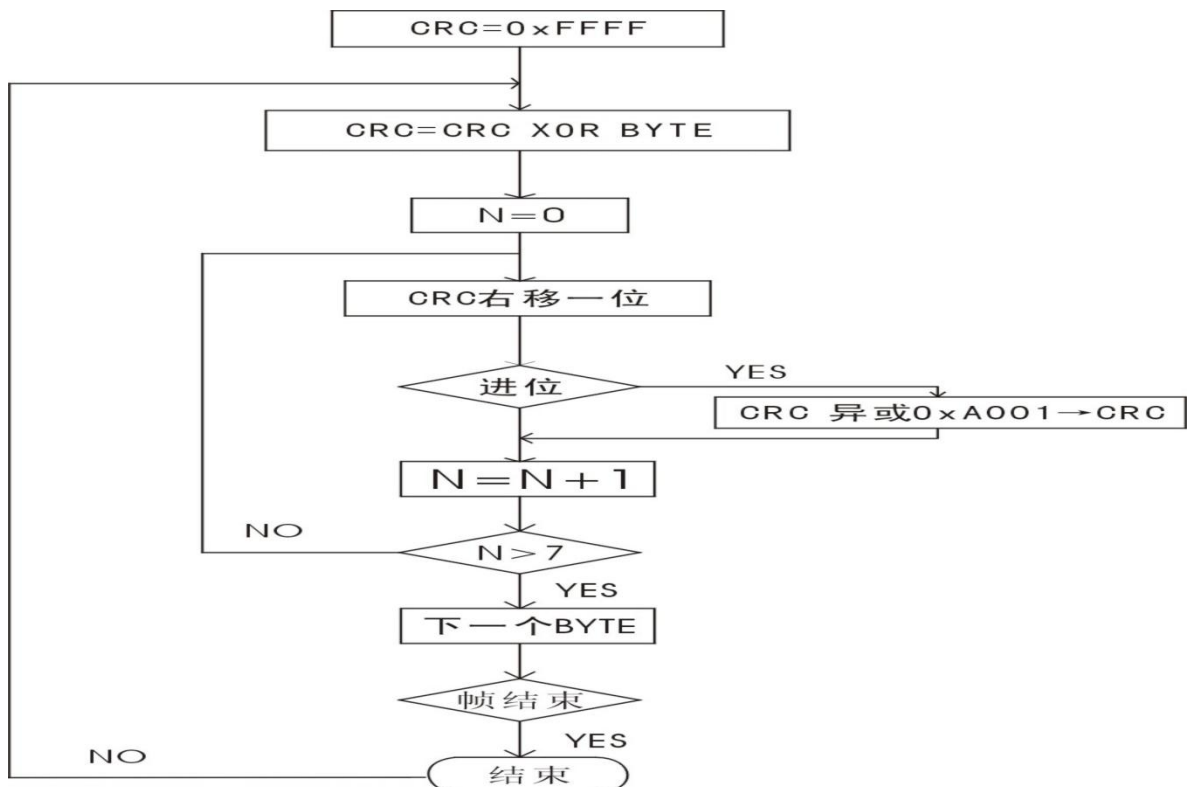 CRC=0xFFFF
CRC=CRC XOR BYTE
N=0
CRC右移一位
进位
YES
CRC 异或0xA001→CRC
N=N+1
NO
N>7
YES
下一个BYTE
帧结束
YES
NO
结束